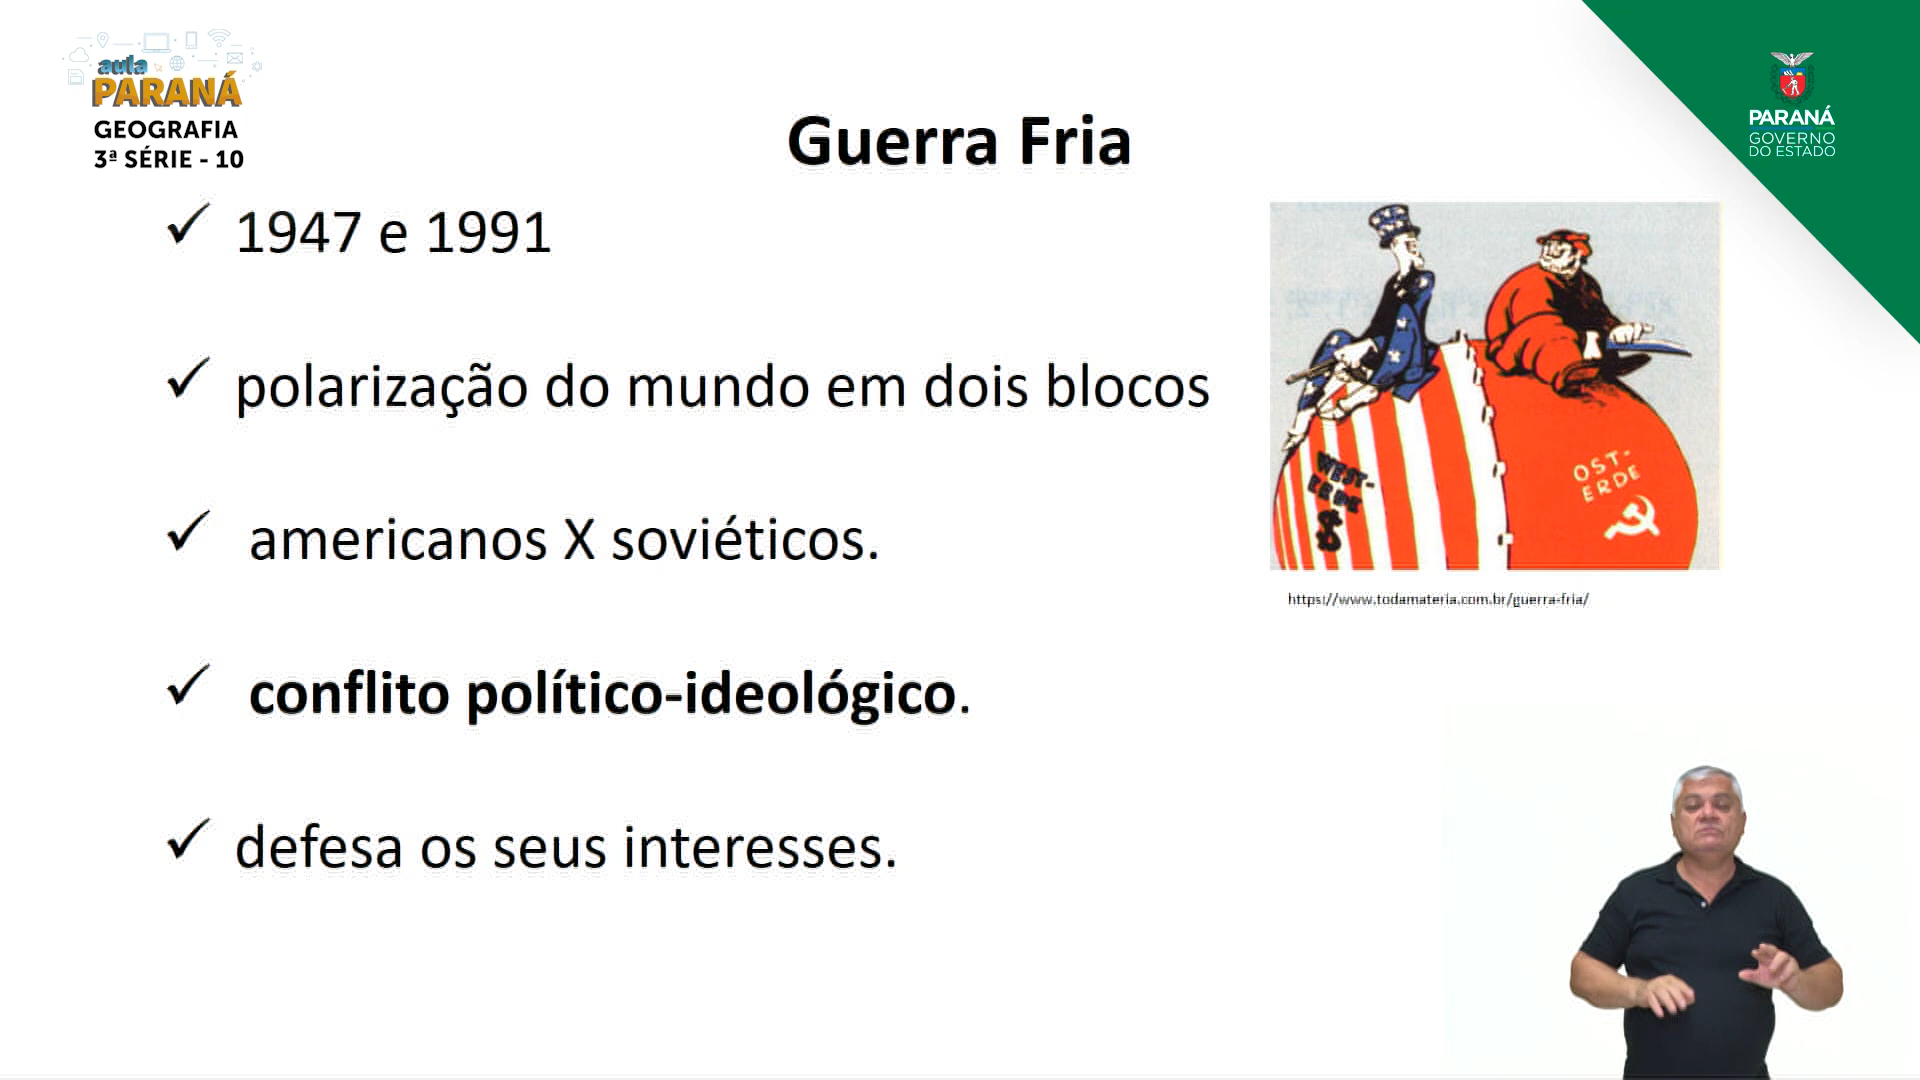 aula
PARANÁ
GEOGRAFIA
3ª SÉRIE - 10
PARANÁ
GOVERNO
DO ESTADO
Guerra Fria
✓ 1947 e 1991
✓ polarização do mundo em dois blocos
✓ americanos X soviéticos.
✓ conflito político-ideológico.
✓ defesa os seus interesses.
WEST-
ERDE
$
OST-
ERDE
https://www.todamateria.com.br/guerra-fria/